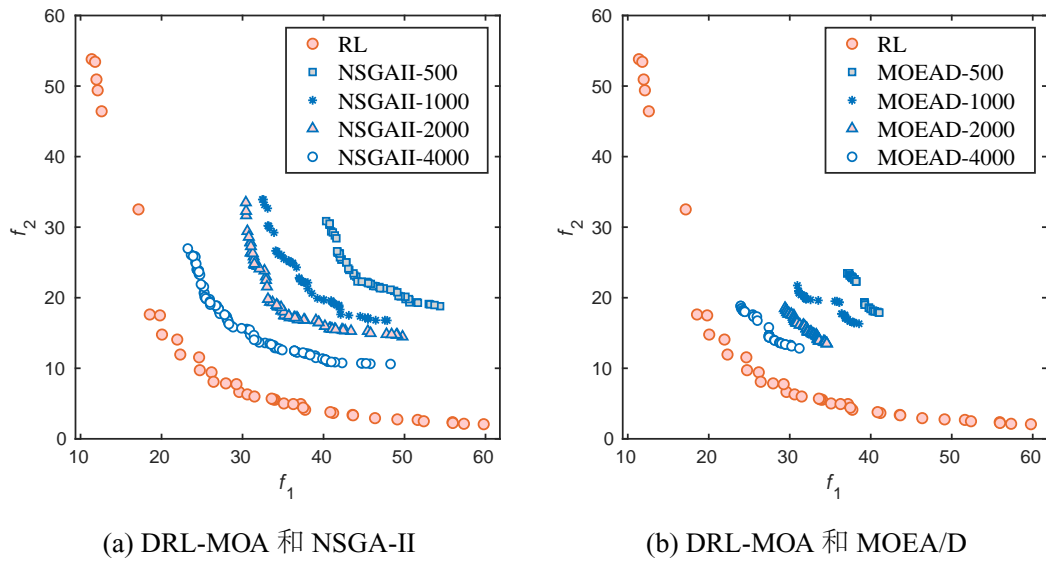 60
50
40
30
20
10
0
f2
10
20
30
40
50
60
f1
RL
NSGAII-500
NSGAII-1000
NSGAII-2000
NSGAII-4000
(a) DRL-MOA 和 NSGA-II
60
50
40
30
20
10
0
f2
10
20
30
40
50
60
f1
RL
MOEAD-500
MOEAD-1000
MOEAD-2000
MOEAD-4000
(b) DRL-MOA 和 MOEA/D